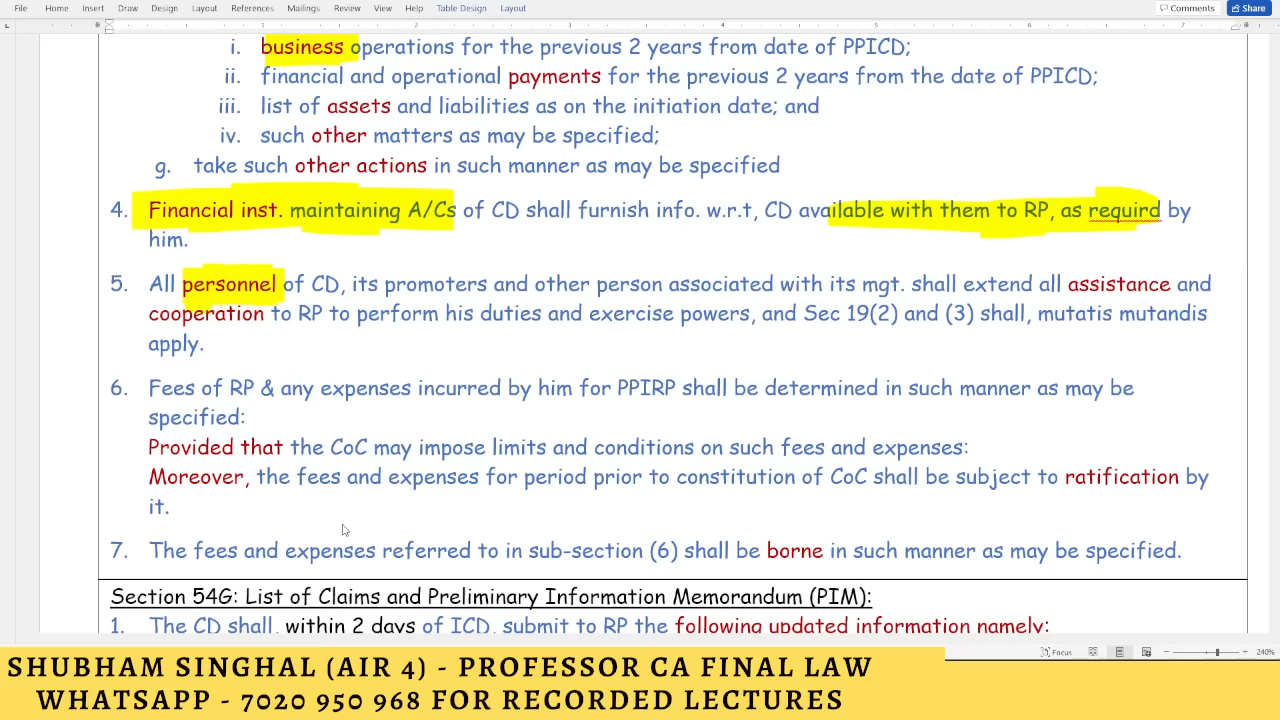 File Home Insert Draw Design Layout References Mailings Review View Help Table Design Layout Comments Share
1 2 3 4 5 6 7
i. business operations for the previous 2 years from date of PPICD;
ii. financial and operational payments for the previous 2 years from the date of PPICD;
iii. list of assets and liabilities as on the initiation date; and
iv. such other matters as may be specified;
g. take such other actions in such manner as may be specified
4. Financial inst. maintaining A/Cs of CD shall furnish info. w.r.t, CD available with them to RP, as requird by
him.
5. All personnel of CD, its promoters and other person associated with its mgt. shall extend all assistance and
cooperation to RP to perform his duties and exercise powers, and Sec 19(2) and (3) shall, mutatis mutandis
apply.
6. Fees of RP & any expenses incurred by him for PPIRP shall be determined in such manner as may be
specified:
Provided that the CoC may impose limits and conditions on such fees and expenses:
Moreover, the fees and expenses for period prior to constitution of CoC shall be subject to ratification by
it.
7. The fees and expenses referred to in sub-section (6) shall be borne in such manner as may be specified.
Section 54G: List of Claims and Preliminary Information Memorandum (PIM):
1. The CD shall, within 2 days of ICD, submit to RP the following updated information namely:
Focus 240%
SHUBHAM SINGHAL (AIR 4) - PROFESSOR CA FINAL LAW
WHATSAPP - 7020 950 968 FOR RECORDED LECTURES